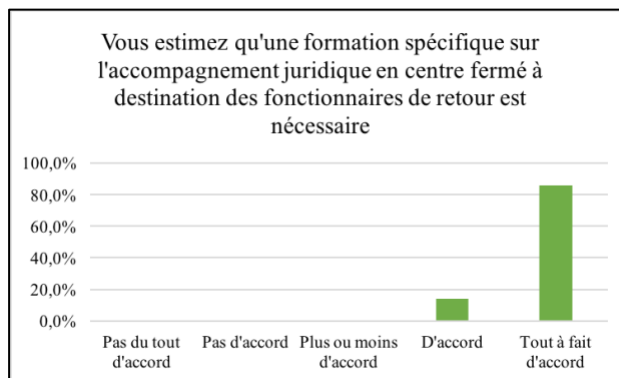 Vous estimez qu'une formation spécifique sur
l'accompagnement juridique en centre fermé à
destination des fonctionnaires de retour est
nécessaire
100,0%
80,0%
60,0%
40,0%
20,0%
0,0%
Pas du tout
d'accord
Pas d'accord
Plus ou moins
d'accord
D'accord
Tout à fait
d'accord